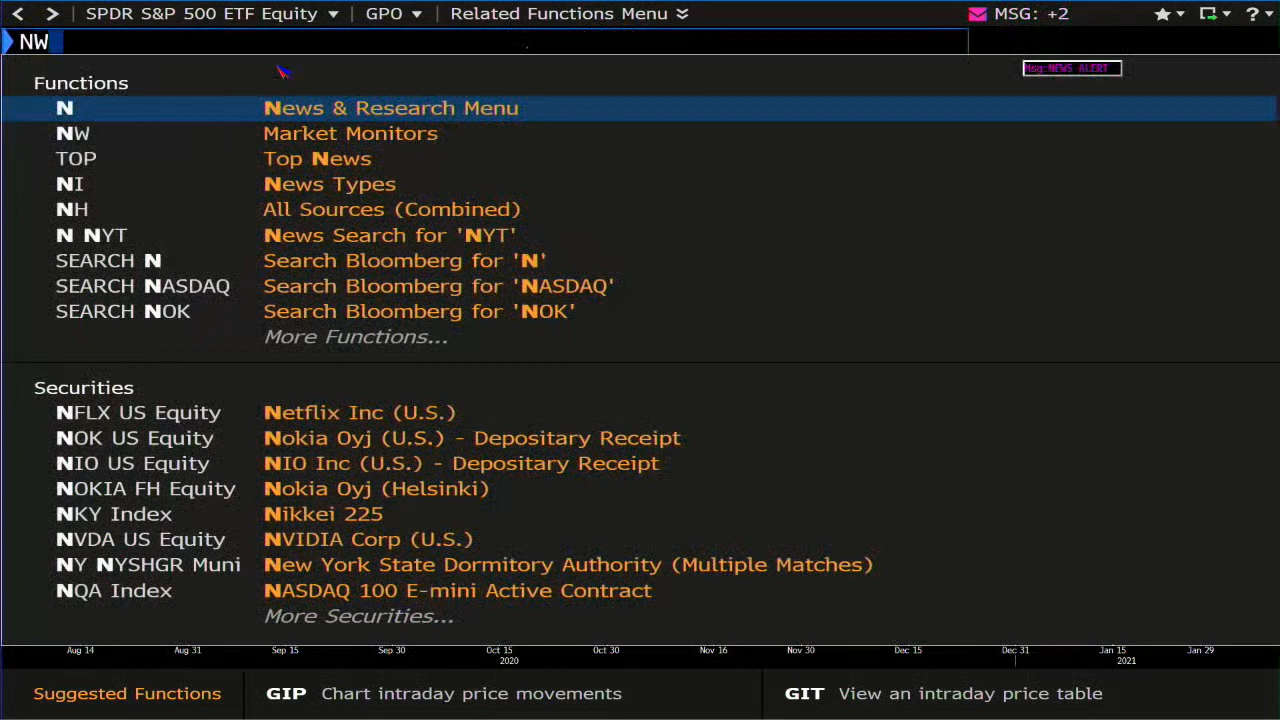 SPDR S&P 500 ETF Equity GPO Related Functions Menu MSG: +2 ?
NW
Msg:NEWS ALERT
Functions
N News & Research Menu
NW Market Monitors
TOP Top News
NI News Types
NH All Sources (Combined)
N NYT News Search for 'NYT'
SEARCH N Search Bloomberg for 'N'
SEARCH NASDAQ Search Bloomberg for 'NASDAQ'
SEARCH NOK Search Bloomberg for 'NOK'
More Functions...
Securities
NFLX US Equity Netflix Inc (U.S.)
NOK US Equity Nokia Oyj (U.S.) - Depositary Receipt
NIO US Equity NIO Inc (U.S.) - Depositary Receipt
NOKIA FH Equity Nokia Oyj (Helsinki)
NKY Index Nikkei 225
NVDA US Equity NVIDIA Corp (U.S.)
NY NYSHGR Muni New York State Dormitory Authority (Multiple Matches)
NQA Index NASDAQ 100 E-mini Active Contract
More Securities...
Aug 14 Aug 31 Sep 15 Sep 30 Oct 15 Oct 30 Nov 16 Nov 30 Dec 15 Dec 31 Jan 15 Jan 29
2020 2021
Suggested Functions GIP Chart intraday price movements GIT View an intraday price table